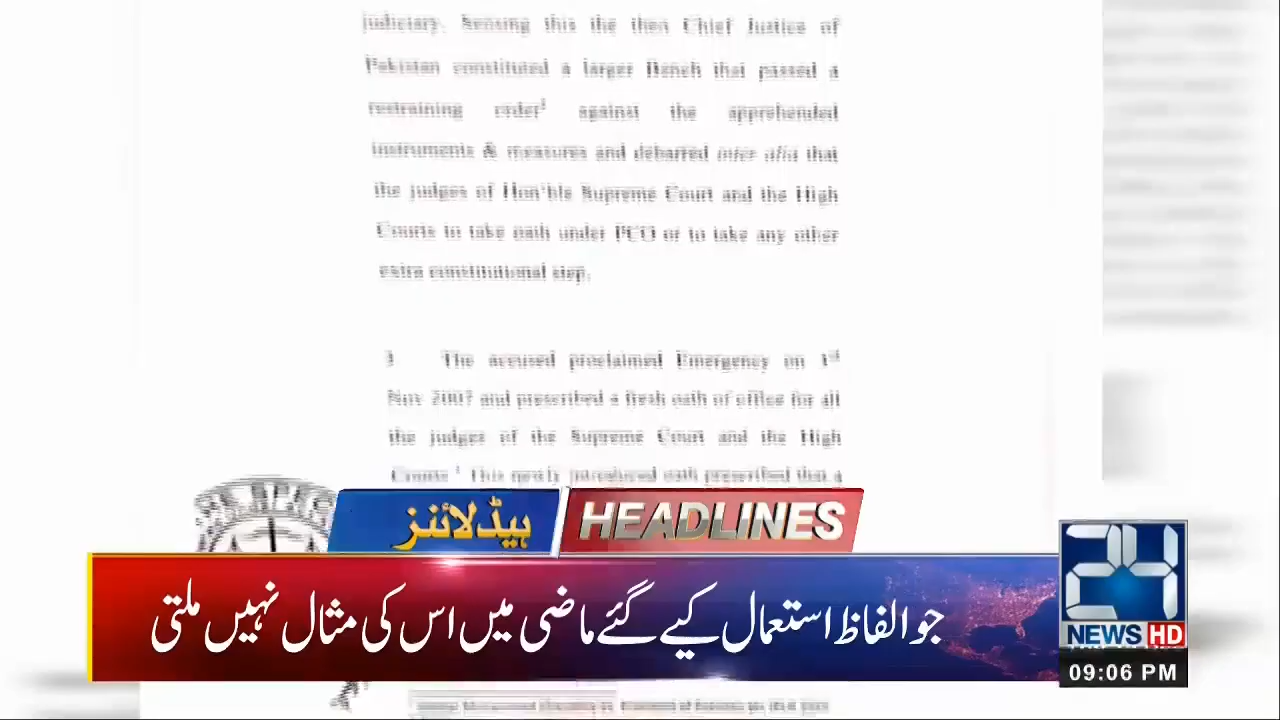 judiciary. Sensing this the then Chief Justice of
Pakistan constituted a larger Bench that passed a
restraining order against the apprehended
instruments & measures and debarred inter alia that
the judges of Hon'ble Supreme Court and the High
Courts to take oath under PCO or to take any other
extra constitutional step.
The accused proclaimed Emergency on
Nov 2007 and prescribed a fresh oath of office for all
the judges of the Supreme Court and the High
Courts. This newly introduced oath prescribed that a
ہیڈلائنز HEADLINES
جو الفاظ استعمال کیے گئے ماضی میں اس کی مثال نہیں ملتی
24
NEWS HD
09:06 PM